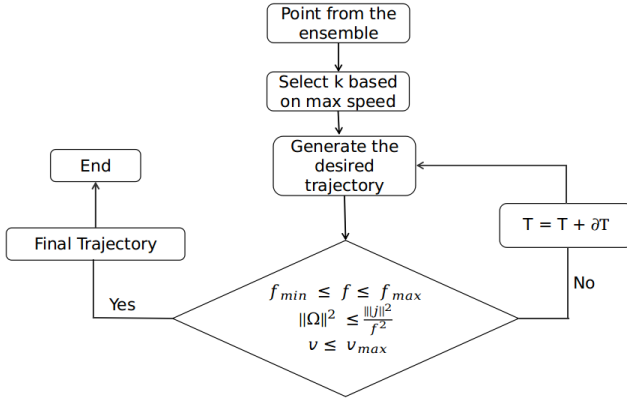 Point from the
ensemble
Select k based
on max speed
Generate the
desired
trajectory
End
T = T + ∂T
Final Trajectory
No
Yes
f_min ≤ f ≤ f_max
||Ω||² ≤ |||j||²/f²
v ≤ v_max